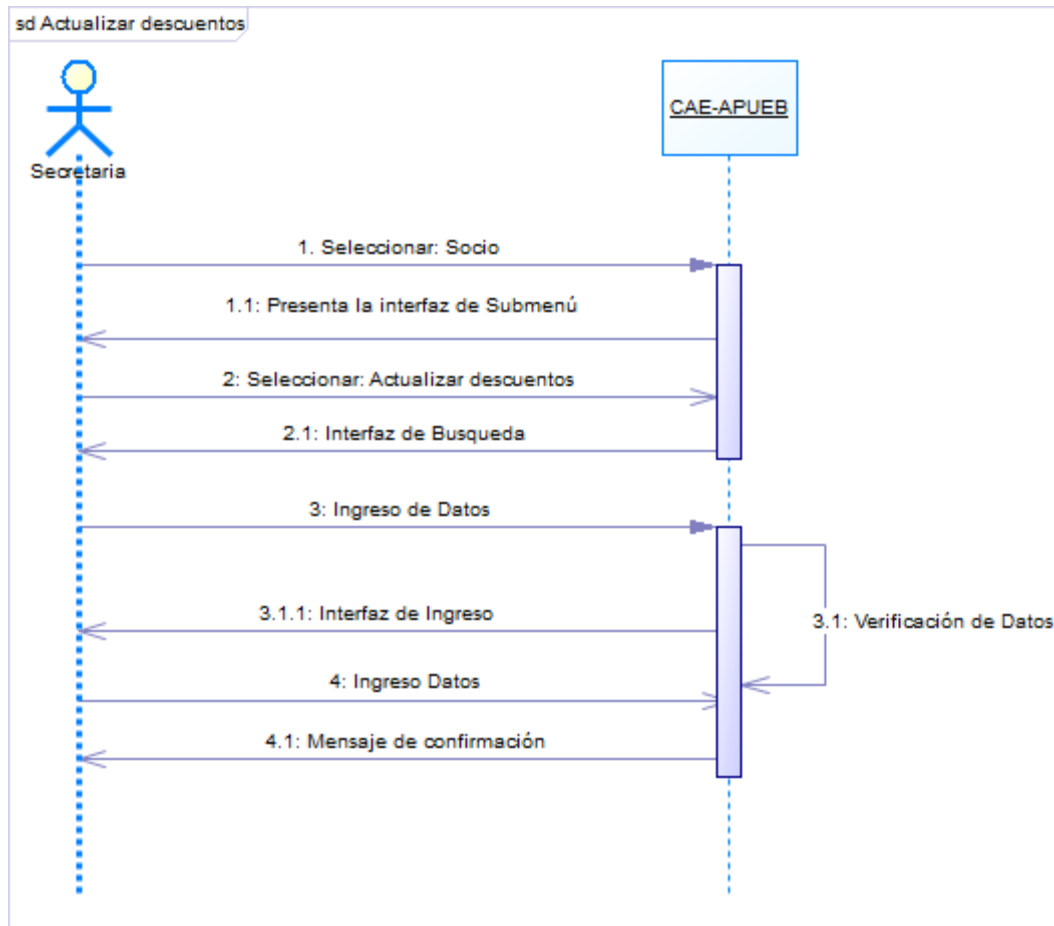 sd Actualizar descuentos
CAE-APUEB
Secretaria
1. Seleccionar: Socio
1.1: Presenta la interfaz de Submenú
2: Seleccionar: Actualizar descuentos
2.1: Interfaz de Busqueda
3: Ingreso de Datos
3.1.1: Interfaz de Ingreso
3.1: Verificación de Datos
4: Ingreso Datos
4.1: Mensaje de confirmación